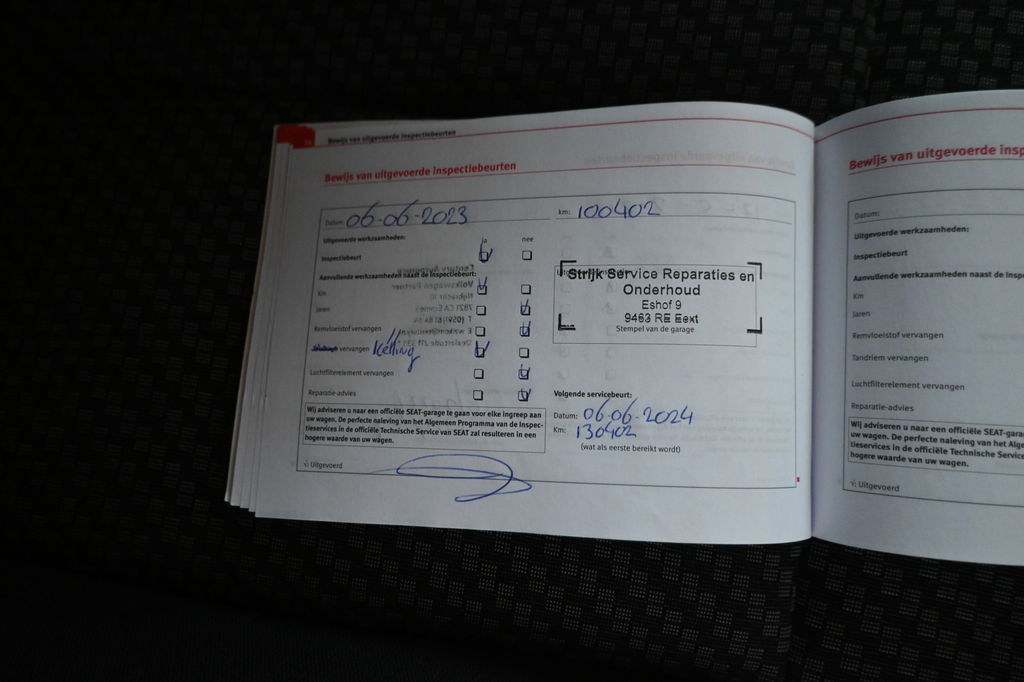 Bewijs van uitgevoerde inspectiebeurten
Bewijs van uitgevoerde inspectiebeurten
Datum: 06-06-2023
km: 100402
Uitgevoerde werkzaamheden:
ja nee
Inspectiebeurt
Aanvullende werkzaamheden naast de Inspectiebeurt:
Km
Jaren
Remvloeistof vervangen
vervangen
Luchtfilterelement vervangen
Reparatie-advies
Wij adviseren u naar een officiële SEAT-garage te gaan voor elke ingreep aan
uw wagen. De perfecte naleving van het Algemeen Programma van de Inspec-
tieservices in de officiële Technische Service van SEAT zal resulteren in een
hogere waarde van uw wagen.
√: Uitgevoerd
Strijk Service Reparaties en
Onderhoud
Eshof 9
9463 RE Eext
Stempel van de garage
Volgende servicebeurt:
Datum: 06-06-2024
Km: 130402
(wat als eerste bereikt wordt)
Bewijs van uitgevoerde insp
Datum:
Uitgevoerde werkzaamheden:
Inspectiebeurt
Aanvullende werkzaamheden naast de Inspe
Km
Jaren
Remvloeistof vervangen
Tandriem vervangen
Luchtfilterelement vervangen
Reparatie-advies
Wij adviseren u naar een officiële SEAT-gara
uw wagen. De perfecte naleving van het Alge
tieservices in de officiële Technische Service
hogere waarde van uw wagen.
√: Uitgevoerd